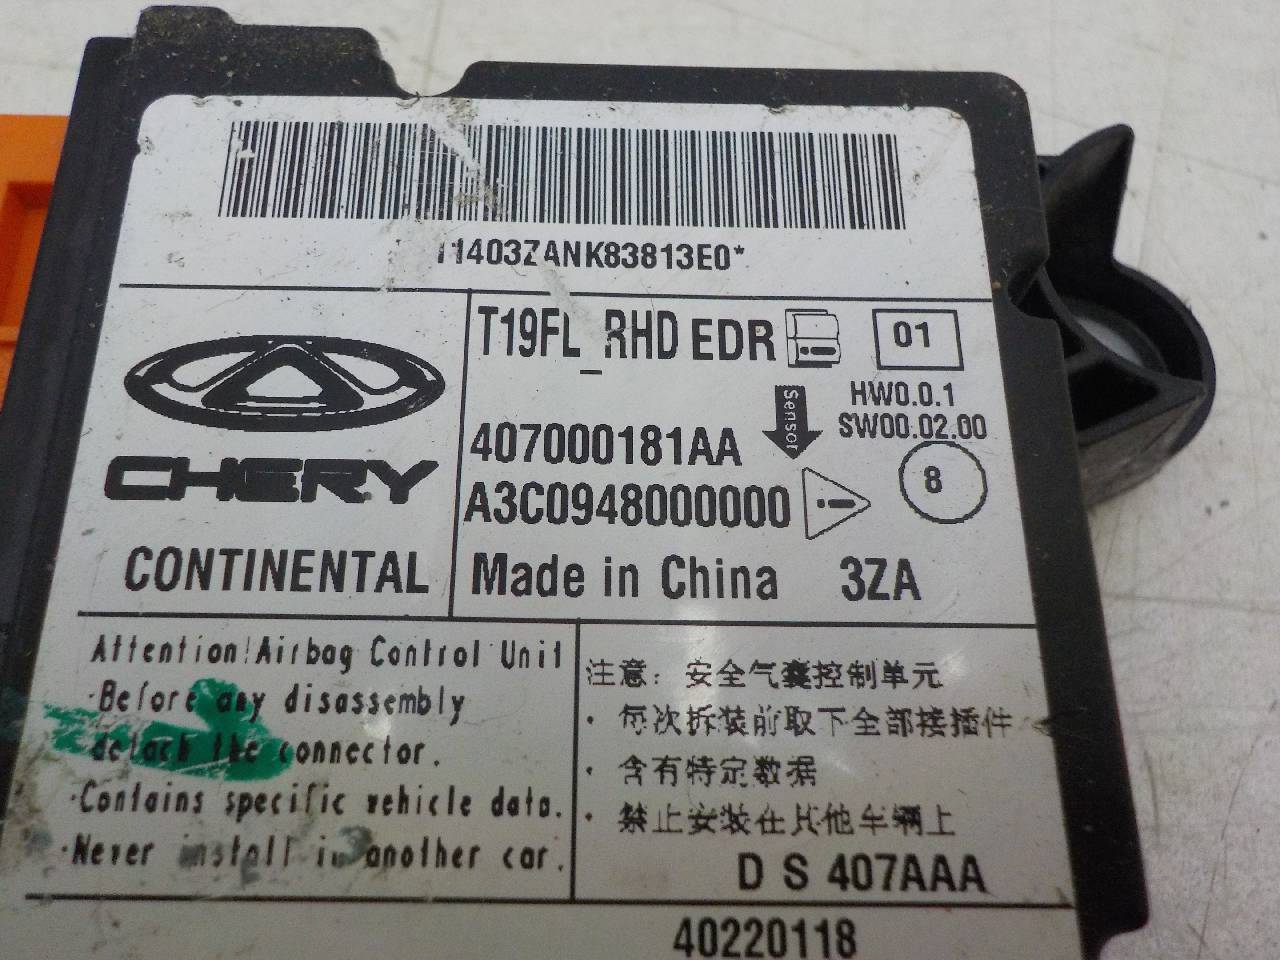 11403ZANK83813E0*
T19FL_RHD EDR
01
HW0.0.1
Sensor
SW00.02.00
407000181AA
8
A3C0948000000
CHERY
CONTINENTAL
Made in China 3ZA
Attention!Airbag Control Unit
·Before any disassembly
detach the connector.
·Contains specific vehicle data.
·Never install in another car.
注意：安全气囊控制单元
·每次拆装前取下全部接插件
·含有特定数据
·禁止安装在其他车辆上
D S 407AAA
40220118